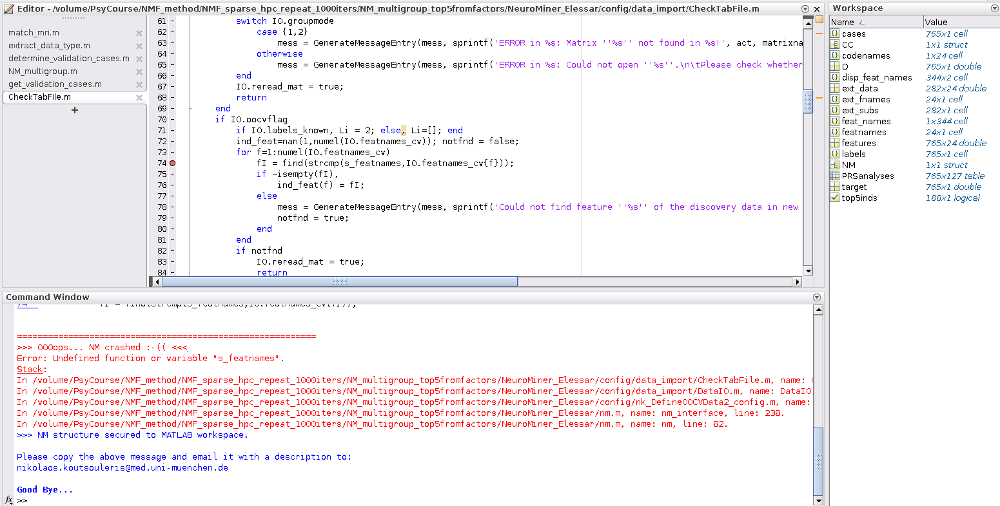 Editor - /volume/PsyCourse/NMF_method/NMF_sparse_hpc_repeat_1000iters/NM_multigroup_top5fromfactors/NeuroMiner_Elessar/config/data_import/CheckTabFile.m
match_mri.m
extract_data_type.m
determine_validation_cases.m
NM_multigroup.m
get_validation_cases.m
CheckTabFile.m
+
61 - switch IO.groupmode
62 - case {1,2}
63 - mess = GenerateMessageEntry(mess, sprintf('ERROR in %s: Matrix ''%s'' not found in %s!', act, matrixna
64 - otherwise
65 - mess = GenerateMessageEntry(mess, sprintf('ERROR in %s: Could not open ''%s''.\n\tPlease check whether
66 - end
67 - IO.reread_mat = true;
68 - return
69 - end
70 - if IO.oocvflag
71 - if IO.labels_known, Li = 2; else, Li=[]; end
72 - ind_feat=nan(1,numel(IO.featnames_cv)); notfnd = false;
73 - for f=1:numel(IO.featnames_cv)
74 fI = find(strcmp(s_featnames,IO.featnames_cv{f}));
75 - if ~isempty(fI),
76 - ind_feat(f) = fI;
77 - else
78 - mess = GenerateMessageEntry(mess, sprintf('Could not find feature ''%s'' of the discovery data in new
79 - notfnd = true;
80 - end
81 - end
82 - if notfnd
83 - IO.reread_mat = true;
84 - return
Command Window
74 fI = find(strcmp(s_featnames,IO.featnames_cv{f}));
==========================================================
>>> OOOops... NM crashed :-(( <<<
Error: Undefined function or variable "s_featnames".
Stack:
In /volume/PsyCourse/NMF_method/NMF_sparse_hpc_repeat_1000iters/NM_multigroup_top5fromfactors/NeuroMiner_Elessar/config/data_import/CheckTabFile.m, name:
In /volume/PsyCourse/NMF_method/NMF_sparse_hpc_repeat_1000iters/NM_multigroup_top5fromfactors/NeuroMiner_Elessar/config/data_import/DataIO.m, name: DataIO
In /volume/PsyCourse/NMF_method/NMF_sparse_hpc_repeat_1000iters/NM_multigroup_top5fromfactors/NeuroMiner_Elessar/config/nk_DefineOOCVData2_config.m, name:
In /volume/PsyCourse/NMF_method/NMF_sparse_hpc_repeat_1000iters/NM_multigroup_top5fromfactors/NeuroMiner_Elessar/nm.m, name: nm_interface, line: 238.
In /volume/PsyCourse/NMF_method/NMF_sparse_hpc_repeat_1000iters/NM_multigroup_top5fromfactors/NeuroMiner_Elessar/nm.m, name: nm, line: 82.
>>> NM structure secured to MATLAB workspace.
Please copy the above message and email it with a description to:
nikolaos.koutsouleris@med.uni-muenchen.de
Good Bye...
fx >>
Workspace
Name Value
cases 765x1 cell
CC 1x1 struct
codenames 1x24 cell
D 765x1 double
disp_feat_names 344x2 cell
ext_data 282x24 double
ext_fnames 24x1 cell
ext_subs 282x1 cell
feat_names 1x344 cell
featnames 24x1 cell
features 765x24 double
labels 765x1 cell
NM 1x1 struct
PRSanalyses 765x127 table
target 765x1 double
top5inds 188x1 logical